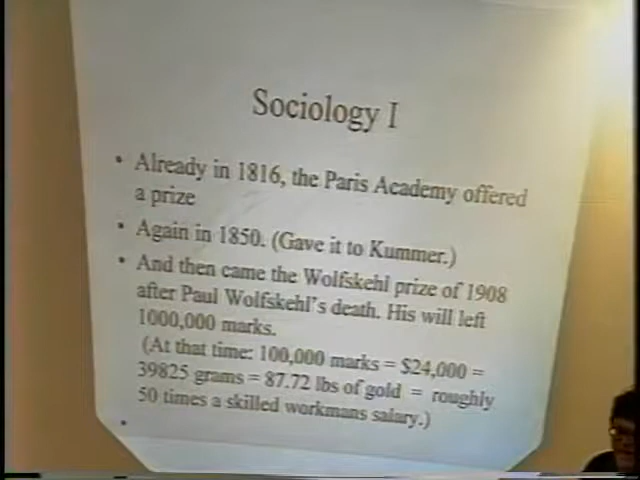 Sociology I
• Already in 1816, the Paris Academy offered
a prize
• Again in 1850. (Gave it to Kummer.)
• And then came the Wolfskehl prize of 1908
after Paul Wolfskehl's death. His will left
1000,000 marks.
(At that time: 100,000 marks = $24,000 =
39825 grams = 87.72 lbs of gold = roughly
50 times a skilled workmans salary.)
•